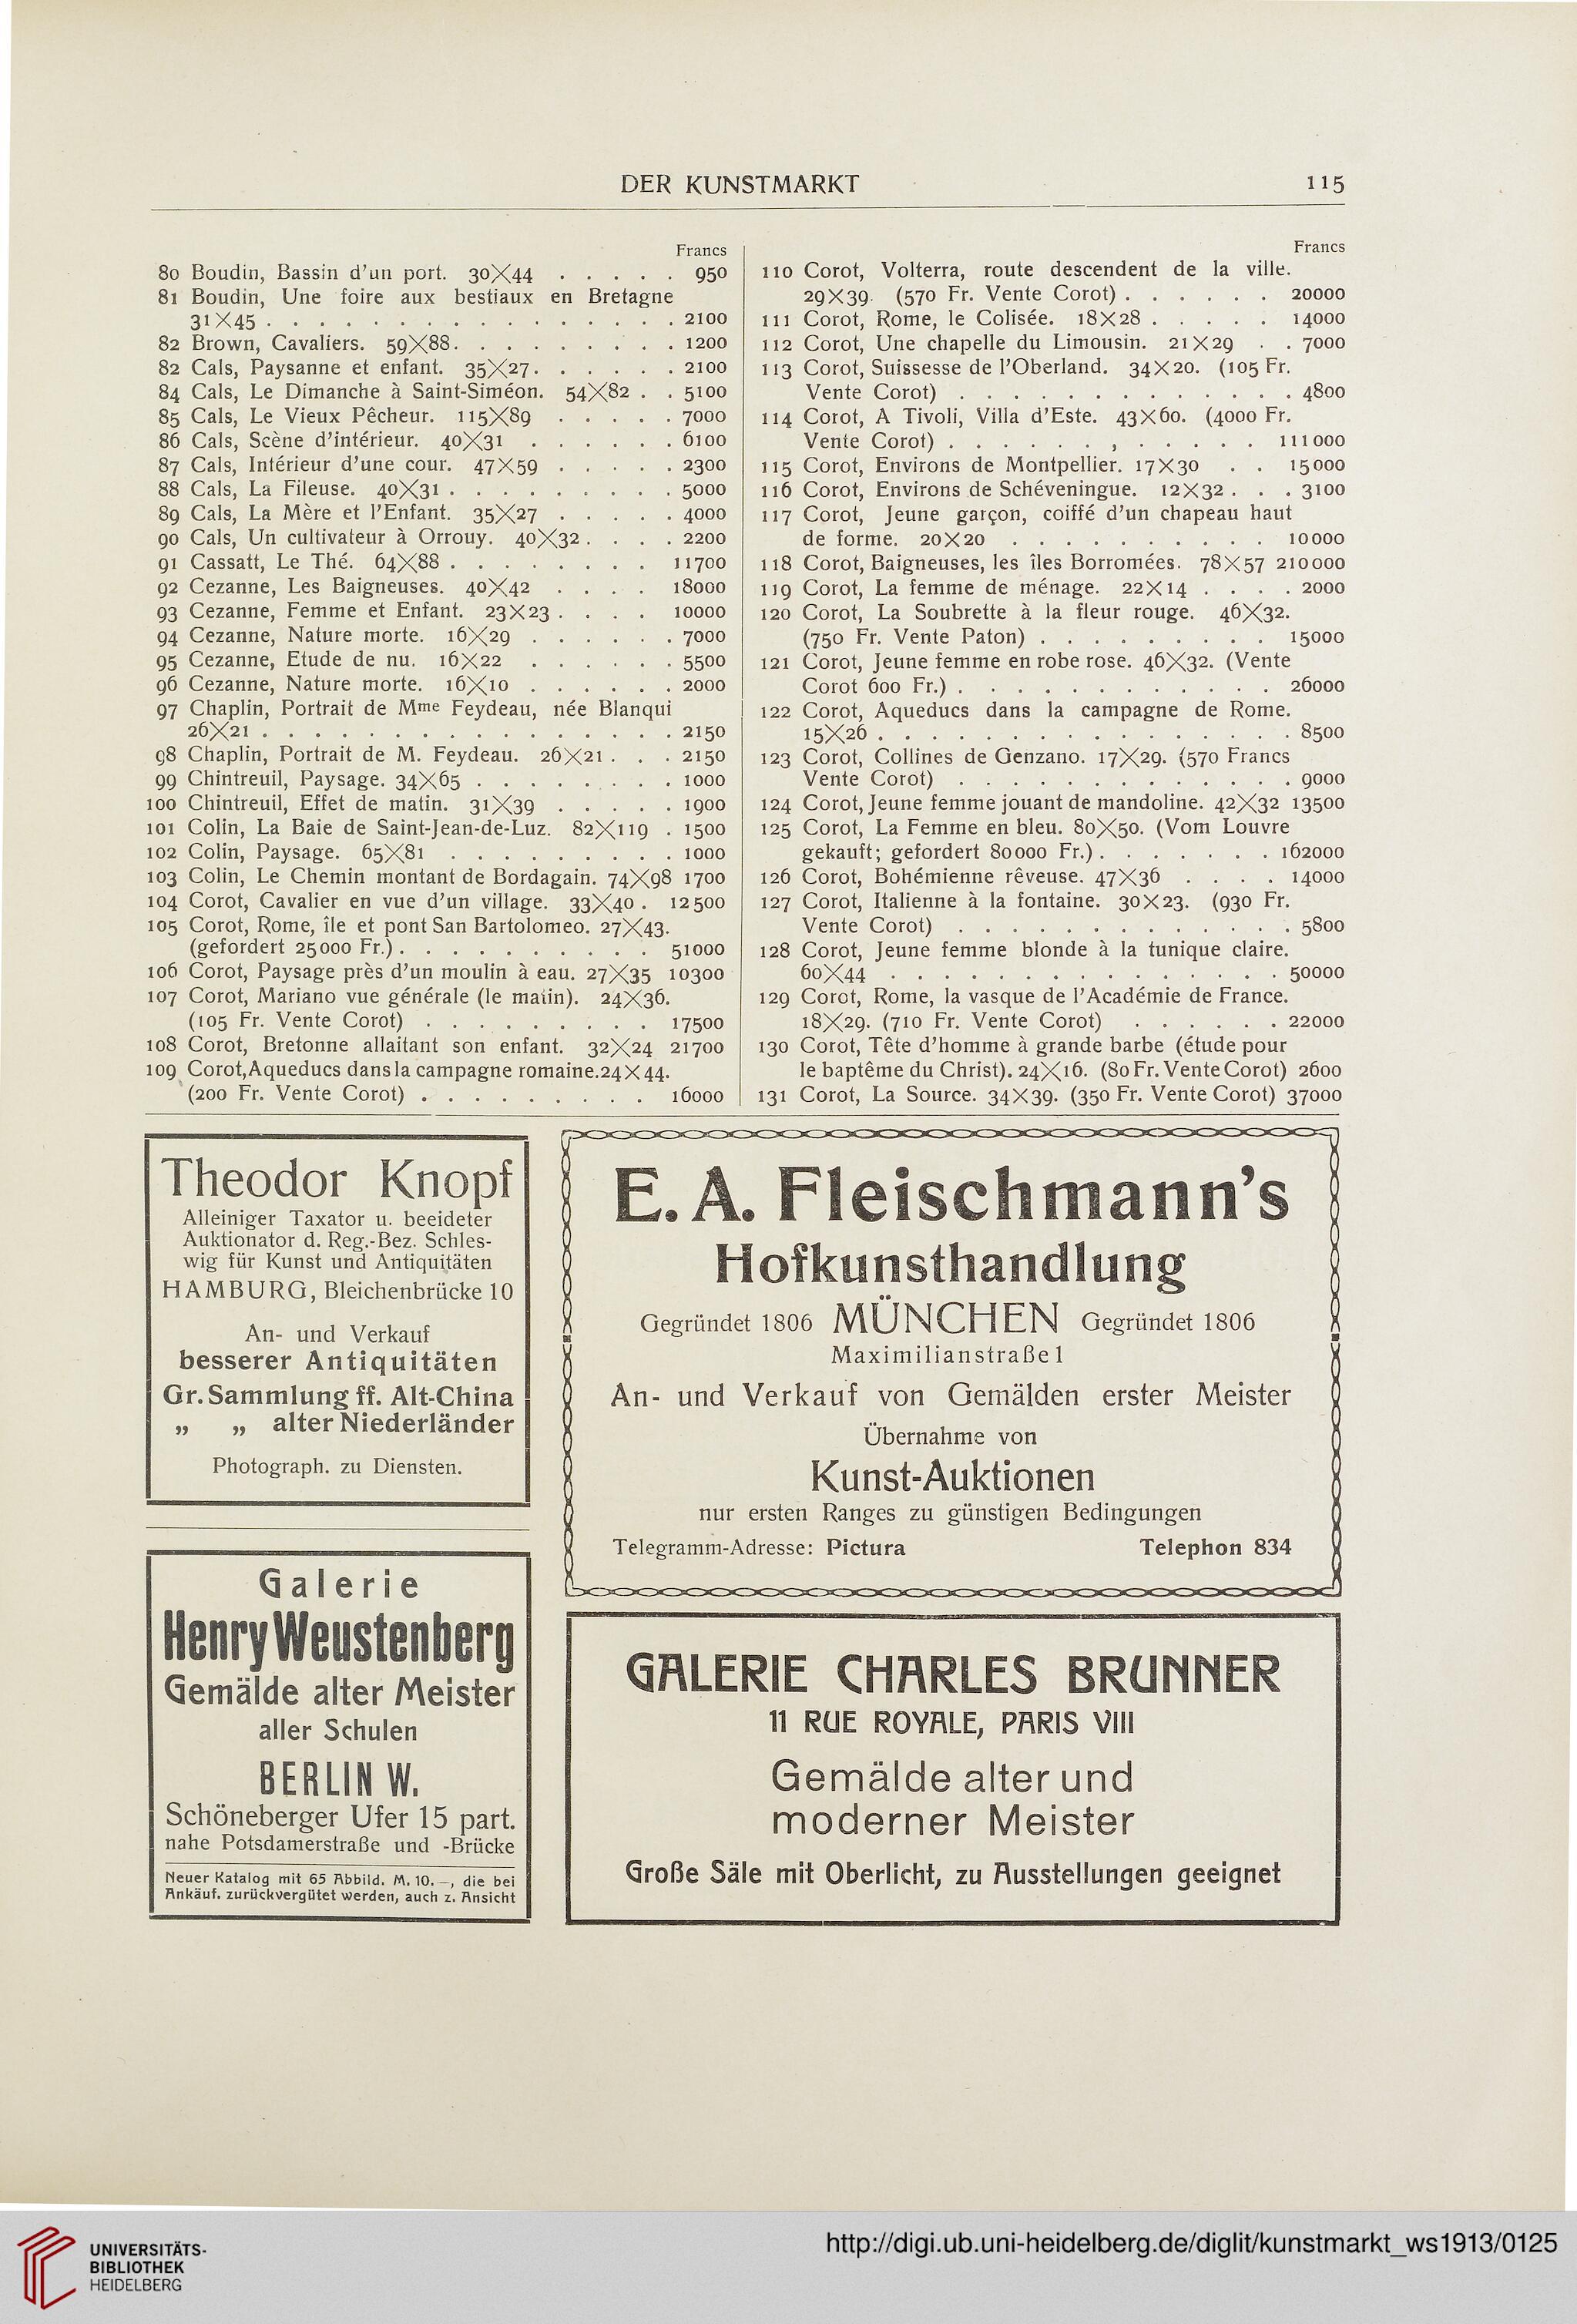 DER KUNSTMARKT 115
Francs
80 Boudin, Bassin d'un port. 30×44 . . . . . 950
81 Boudin, Une foire aux bestiaux en Bretagne
31×45 . . . . . . . . . . . . . . . . 2100
82 Brown, Cavaliers. 59×88. . . . . . . . . 1200
82 Cals, Paysanne et enfant. 35×27. . . . . . 2100
84 Cals, Le Dimanche à Saint-Siméon. 54×82 . . 5100
85 Cals, Le Vieux Pêcheur. 115×89 . . . . . 7000
86 Cals, Scène d'intérieur. 40×31 . . . . . . 6100
87 Cals, Intérieur d'une cour. 47×59 . . . . . 2300
88 Cals, La Fileuse. 40×31 . . . . . . . . . 5000
89 Cals, La Mère et l'Enfant. 35×27 . . . . . 4000
90 Cals, Un cultivateur à Orrouy. 40×32 . . . . 2200
91 Cassatt, Le Thé. 64×88 . . . . . . . . 11700
92 Cezanne, Les Baigneuses. 40×42 . . . . 18000
93 Cezanne, Femme et Enfant. 23×23 . . . . 10000
94 Cezanne, Nature morte. 16×29 . . . . . . 7000
95 Cezanne, Etude de nu. 16×22 . . . . . . 5500
96 Cezanne, Nature morte. 16×10 . . . . . . 2000
97 Chaplin, Portrait de Mme Feydeau, née Blanqui
26×21 . . . . . . . . . . . . . . . . 2150
98 Chaplin, Portrait de M. Feydeau. 26×21 . . . 2150
99 Chintreuil, Paysage. 34×65 . . . . . . . . 1000
100 Chintreuil, Effet de matin. 31×39 . . . . . 1900
101 Colin, La Baie de Saint-Jean-de-Luz. 82×119 . 1500
102 Colin, Paysage. 65×81 . . . . . . . . . 1000
103 Colin, Le Chemin montant de Bordagain. 74×98 1700
104 Corot, Cavalier en vue d'un village. 33×40 . 12500
105 Corot, Rome, île et pont San Bartolomeo. 27×43.
(gefordert 25000 Fr.) . . . . . . . . . . 51000
106 Corot, Paysage près d'un moulin à eau. 27×35 10300
107 Corot, Mariano vue générale (le matin). 24×36.
(105 Fr. Vente Corot) . . . . . . . . . 17500
108 Corot, Bretonne allaitant son enfant. 32×24 21700
109 Corot, Aqueducs dans la campagne romaine. 24×44.
(200 Fr. Vente Corot) . . . . . . . . . 16000
Francs
110 Corot, Volterra, route descendent de la ville.
29×39. (570 Fr. Vente Corot) . . . . . . 20000
111 Corot, Rome, le Colisée. 18×28 . . . . . 14000
112 Corot, Une chapelle du Limousin. 21×29 . . 7000
113 Corot, Suissesse de l'Oberland. 34×20. (105 Fr.
Vente Corot) . . . . . . . . . . . . . 4800
114 Corot, A Tivoli, Villa d'Este. 43×60. (4000 Fr.
Vente Corot) . . . . . . , . . . . . 111000
115 Corot, Environs de Montpellier. 17×30 . . 15000
116 Corot, Environs de Schéveningue. 12×32 . . . 3100
117 Corot, Jeune garçon, coiffé d'un chapeau haut
de forme. 20×20 . . . . . . . . . . 10000
118 Corot, Baigneuses, les îles Borromées. 78×57 210000
119 Corot, La femme de ménage. 22×14 . . . . 2000
120 Corot, La Soubrette à la fleur rouge. 46×32.
(750 Fr. Vente Paton) . . . . . . . . . 15000
121 Corot, Jeune femme en robe rose. 46×32. (Vente
Corot 600 Fr.) . . . . . . . . . . . . 26000
122 Corot, Aqueducs dans la campagne de Rome.
15×26 . . . . . . . . . . . . . . . . 8500
123 Corot, Collines de Genzano. 17×29. (570 Francs
Vente Corot) . . . . . . . . . . . . . 9000
124 Corot, Jeune femme jouant de mandoline. 42×32 13500
125 Corot, La Femme en bleu. 80×50. (Vom Louvre
gekauft; gefordert 80000 Fr.) . . . . . . . 162000
126 Corot, Bohémienne rêveuse. 47×36 . . . . 14000
127 Corot, Italienne à la fontaine. 30×23. (930 Fr.
Vente Corot) . . . . . . . . . . . . . 5800
128 Corot, Jeune femme blonde à la tunique claire.
60×44 . . . . . . . . . . . . . . . 50000
129 Corot, Rome, la vasque de l'Académie de France.
18×29. (710 Fr. Vente Corot) . . . . . . 22000
130 Corot, Tête d'homme à grande barbe (étude pour
le baptême du Christ). 24×16. (80 Fr. Vente Corot) 2600
131 Corot, La Source. 34×39. (350 Fr. Vente Corot) 37000
Theodor Knopf
Alleiniger Taxator u. beeideter
Auktionator d. Reg.-Bez. Schles-
wig für Kunst und Antiquitäten
HAMBURG, Bleichenbrücke 10
An- und Verkauf
besserer Antiquitäten
Gr. Sammlung ff. Alt-China
„ „ alter Niederländer
Photograph. zu Diensten.
Galerie
Henry Weustenberg
Gemälde alter Meister
aller Schulen
BERLIN W.
Schöneberger Ufer 15 part.
nahe Potsdamerstraße und -Brücke
Neuer Katalog mit 65 Abbild. M. 10.—, die bei
Ankäuf. zurückvergütet werden, auch z. Ansicht
E. A. Fleischmann's
Hofkunsthandlung
Gegründet 1806 MÜNCHEN Gegründet 1806
Maximilianstraße 1
An- und Verkauf von Gemälden erster Meister
Übernahme von
Kunst-Auktionen
nur ersten Ranges zu günstigen Bedingungen
Telegramm-Adresse: Pictura Telephon 834
GALERIE CHARLES BRUNNER
11 RUE ROYALE, PARIS VIII
Gemälde alter und
moderner Meister
Große Säle mit Oberlicht, zu Ausstellungen geeignet
UNIVERSITÄTS-
BIBLIOTHEK
HEIDELBERG
http://digi.ub.uni-heidelberg.de/diglit/kunstmarkt_ws1913/0125